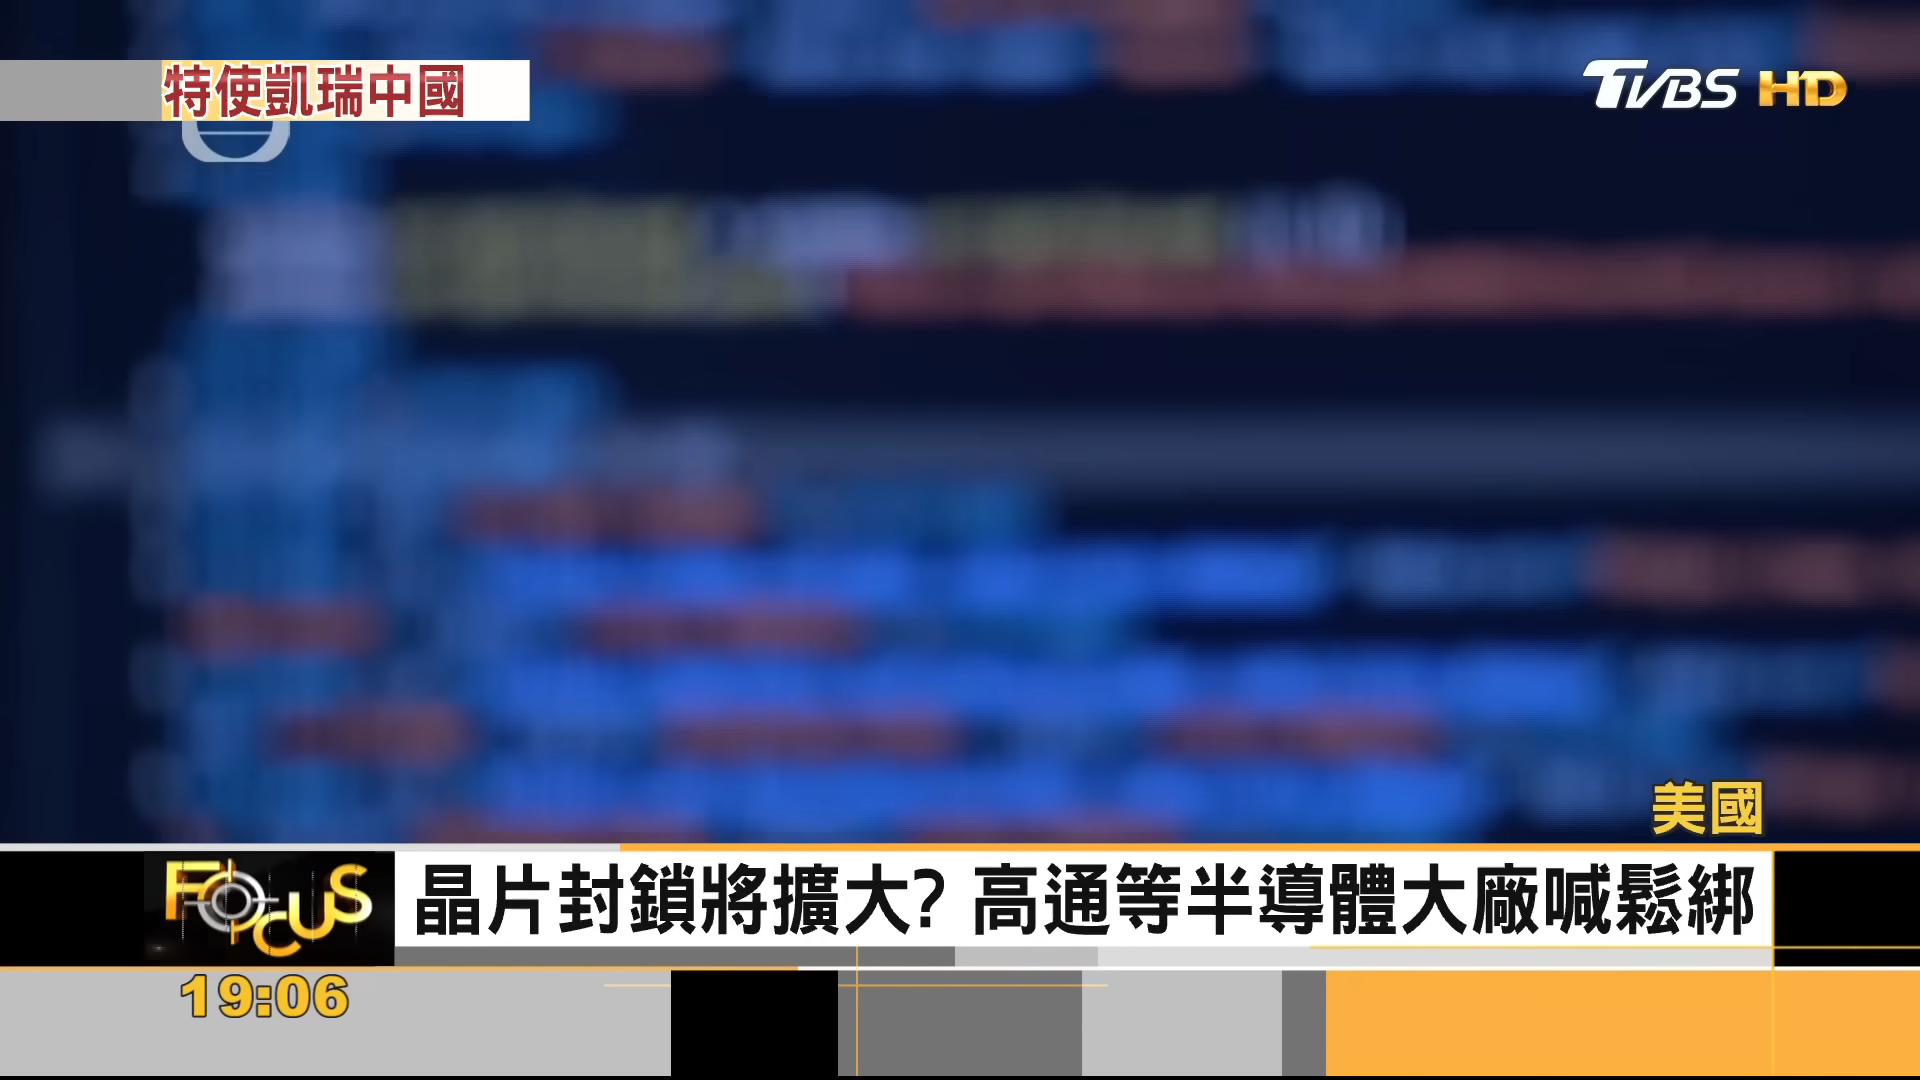 特使凱瑞中國
TVBS HD
美國
FOCUS
晶片封鎖將擴大? 高通等半導體大廠喊鬆綁
19:06